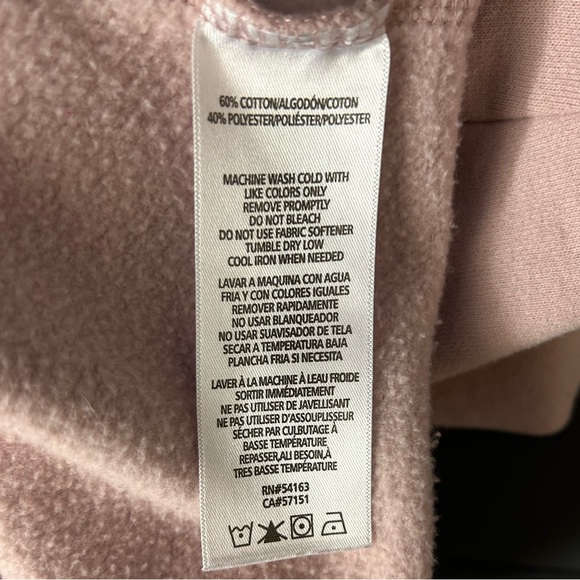 60% COTTON/ALGODÓN/COTON
40% POLYESTER/POLIÉSTER/POLYESTER
MACHINE WASH COLD WITH
LIKE COLORS ONLY
REMOVE PROMPTLY
DO NOT BLEACH
DO NOT USE FABRIC SOFTENER
TUMBLE DRY LOW
COOL IRON WHEN NEEDED
LAVAR A MAQUINA CON AGUA
FRIA Y CON COLORES IGUALES
REMOVER RAPIDAMENTE
NO USAR BLANQUEADOR
NO USAR SUAVISADOR DE TELA
SECAR A TEMPERATURA BAJA
PLANCHA FRIA SI NECESITA
LAVER À LA MACHINE À LEAU FROIDE
SORTIR IMMÉDIATEMENT
NE PAS UTILISER DE JAVELLISANT
NE PAS UTILISER D'ASSOUPLISSEUR
SÉCHER PAR CULBUTAGE À
BASSE TEMPÉRATURE
REPASSER,ALI BESOIN,À
TRES BASSE TEMPÉRATURE
RN#54163
CA#57151